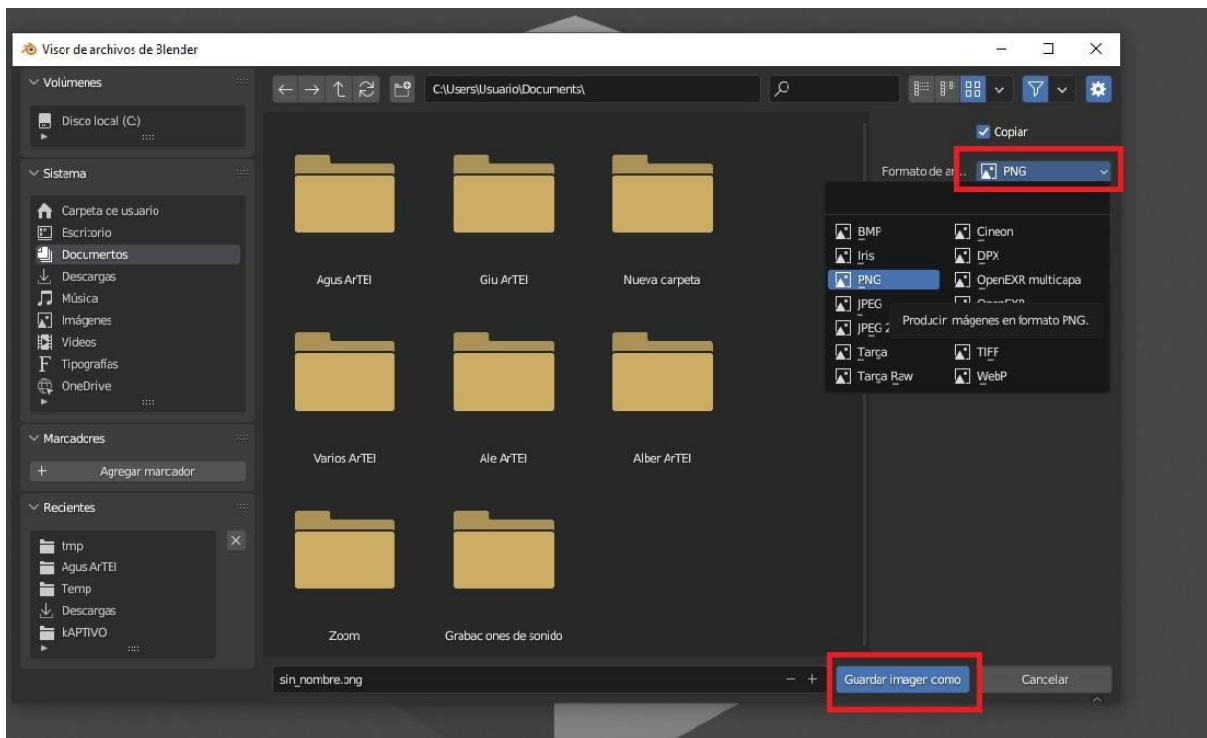 Visor de archivos de Blender
Volúmenes
Disco local (C:)
Sistema
Carpeta de usuario
Escritorio
Documentos
Descargas
Música
Imágenes
Videos
Tipografías
OneDrive
Marcadores
Agregar marcador
Recientes
tmp
Agus ArTEI
Temp
Descargas
kAPTIVO
C:\Users\Usuario\Documents\
Agus ArTEI
Giu ArTEI
Nueva carpeta
Varios ArTEI
Ale ArTEI
Alber ArTEI
Zoom
Grabaciones de sonido
Copiar
Formato de ar... PNG
BMP Cineon
Iris DPX
PNG OpenEXR multicapa
JPEG OpenEXR
JPEG 2
Producir imágenes en formato PNG.
Targa TIFF
Targa Raw WebP
sin_nombre.png
Guardar imagen como
Cancelar